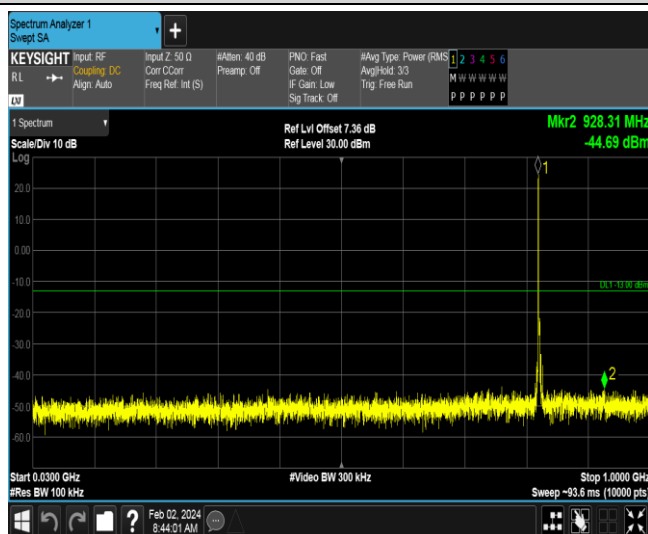 Spectrum Analyzer 1
Swept SA
+
KEYSIGHT
RL
LXI
Input: RF
Coupling: DC
Align: Auto
Input Z: 50 Ω
Corr CCorr
Freq Ref: Int (S)
#Atten: 40 dB
Preamp: Off
PNO: Fast
Gate: Off
IF Gain: Low
Sig Track: Off
#Avg Type: Power (RMS
Avg|Hold: 3/3
Trig: Free Run
1 2 3 4 5 6
M W W W W W
P P P P P P
1 Spectrum
Scale/Div 10 dB
Log
Ref Lvl Offset 7.36 dB
Ref Level 30.00 dBm
Mkr2 928.31 MHz
-44.69 dBm
1
20.0
10.0
0.00
-10.0
DL1 -13.00 dBm
-20.0
-30.0
-40.0
2
-50.0
-60.0
Start 0.0300 GHz
#Res BW 100 kHz
#Video BW 300 kHz
Stop 1.0000 GHz
Sweep ~93.6 ms (10000 pts)
?
Feb 02, 2024
8:44:01 AM